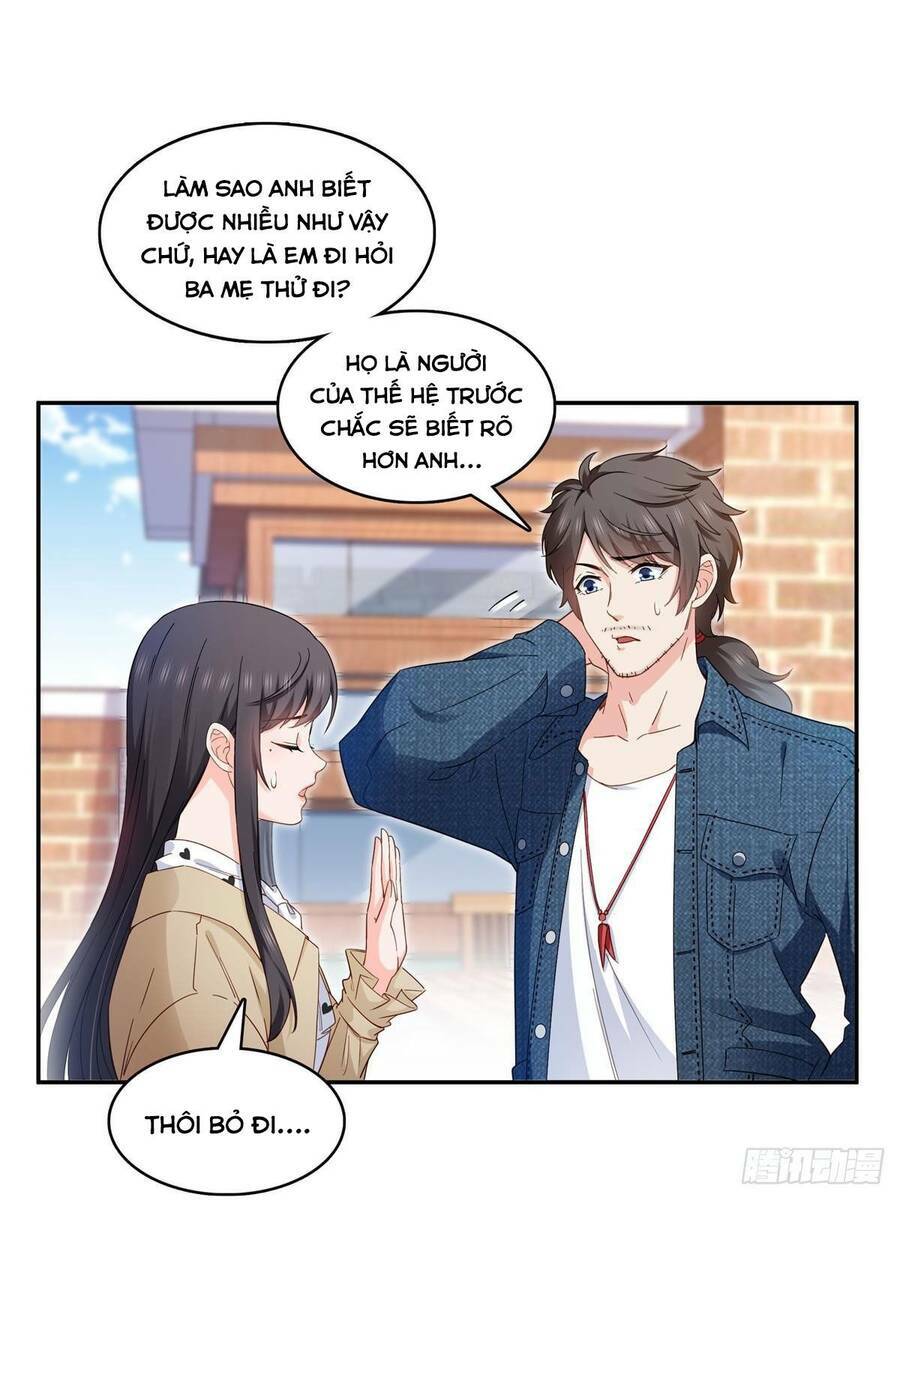 LÀM SAO ANH BIẾT
ĐƯỢC NHIỀU NHƯ VẬY
CHỨ, HAY LÀ EM ĐI HỎI
BA MẸ THỬ ĐI?
HỌ LÀ NGƯỜI
CỦA THẾ HỆ TRƯỚC
CHẮC SẼ BIẾT RÕ
HƠN ANH...
THÔI BỎ ĐI....
腾讯动漫